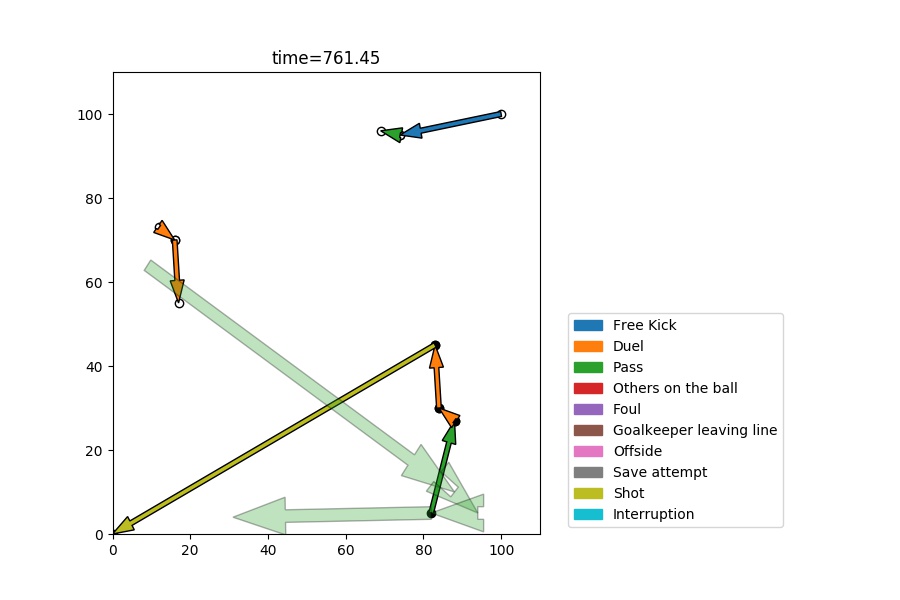 time=761.45
100
80
60
40
20
0
0 20 40 60 80 100
Free Kick
Duel
Pass
Others on the ball
Foul
Goalkeeper leaving line
Offside
Save attempt
Shot
Interruption